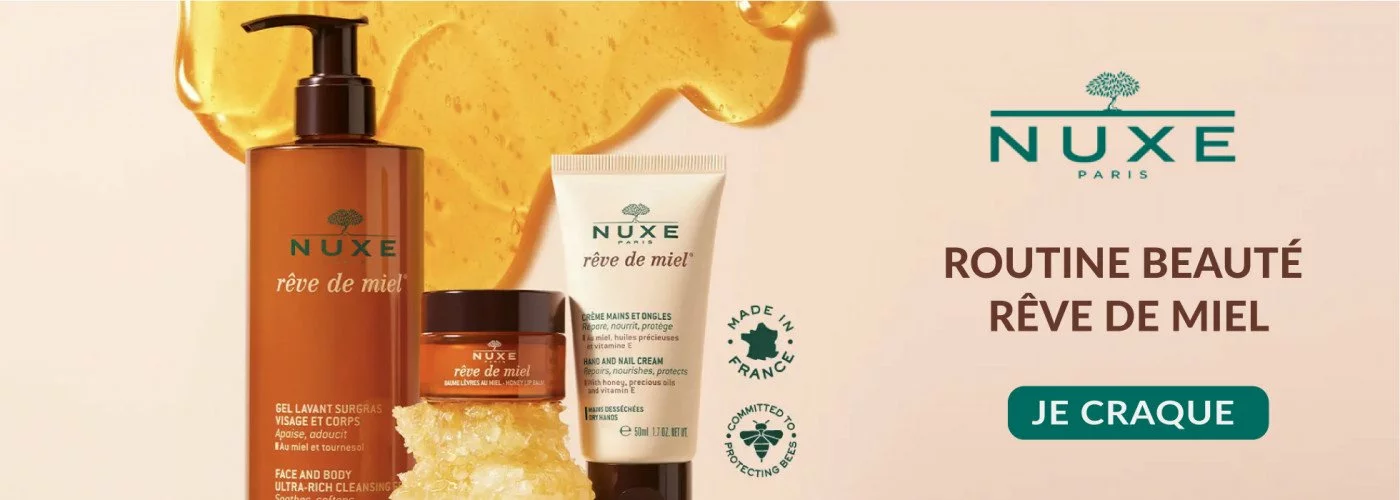 NUXE
rêve de miel®
GEL LAVANT SURGRAS
VISAGE ET CORPS
Apaise, adoucit
Au miel et tournesol
FACE AND BODY
ULTRA-RICH CLEANSING
NUXE
PARIS
rêve de miel
BAUME LÈVRES AU MIEL - HONEY LIP BALM
NUXE
PARIS
rêve de miel®
CRÈME MAINS ET ONGLES
Répare, nourrit, protège
Au miel, huiles précieuses
et vitamine E
HAND AND NAIL CREAM
Repairs, nourishes, protects
With honey, precious oils
and vitamin E
MAINS DESSÉCHÉES
DRY HANDS
e 50ml 1.7 OZ. NET WT.
MADE IN
FRANCE
COMMITTED TO
PROTECTING BEES
NUXE
PARIS
ROUTINE BEAUTÉ
RÊVE DE MIEL
JE CRAQUE